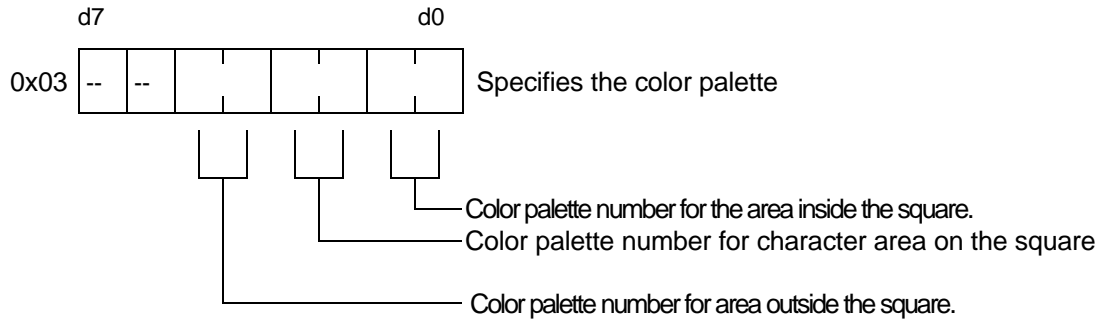 d7 d0
0x03 -- -- Specifies the color palette
Color palette number for the area inside the square.
Color palette number for character area on the square
Color palette number for area outside the square.